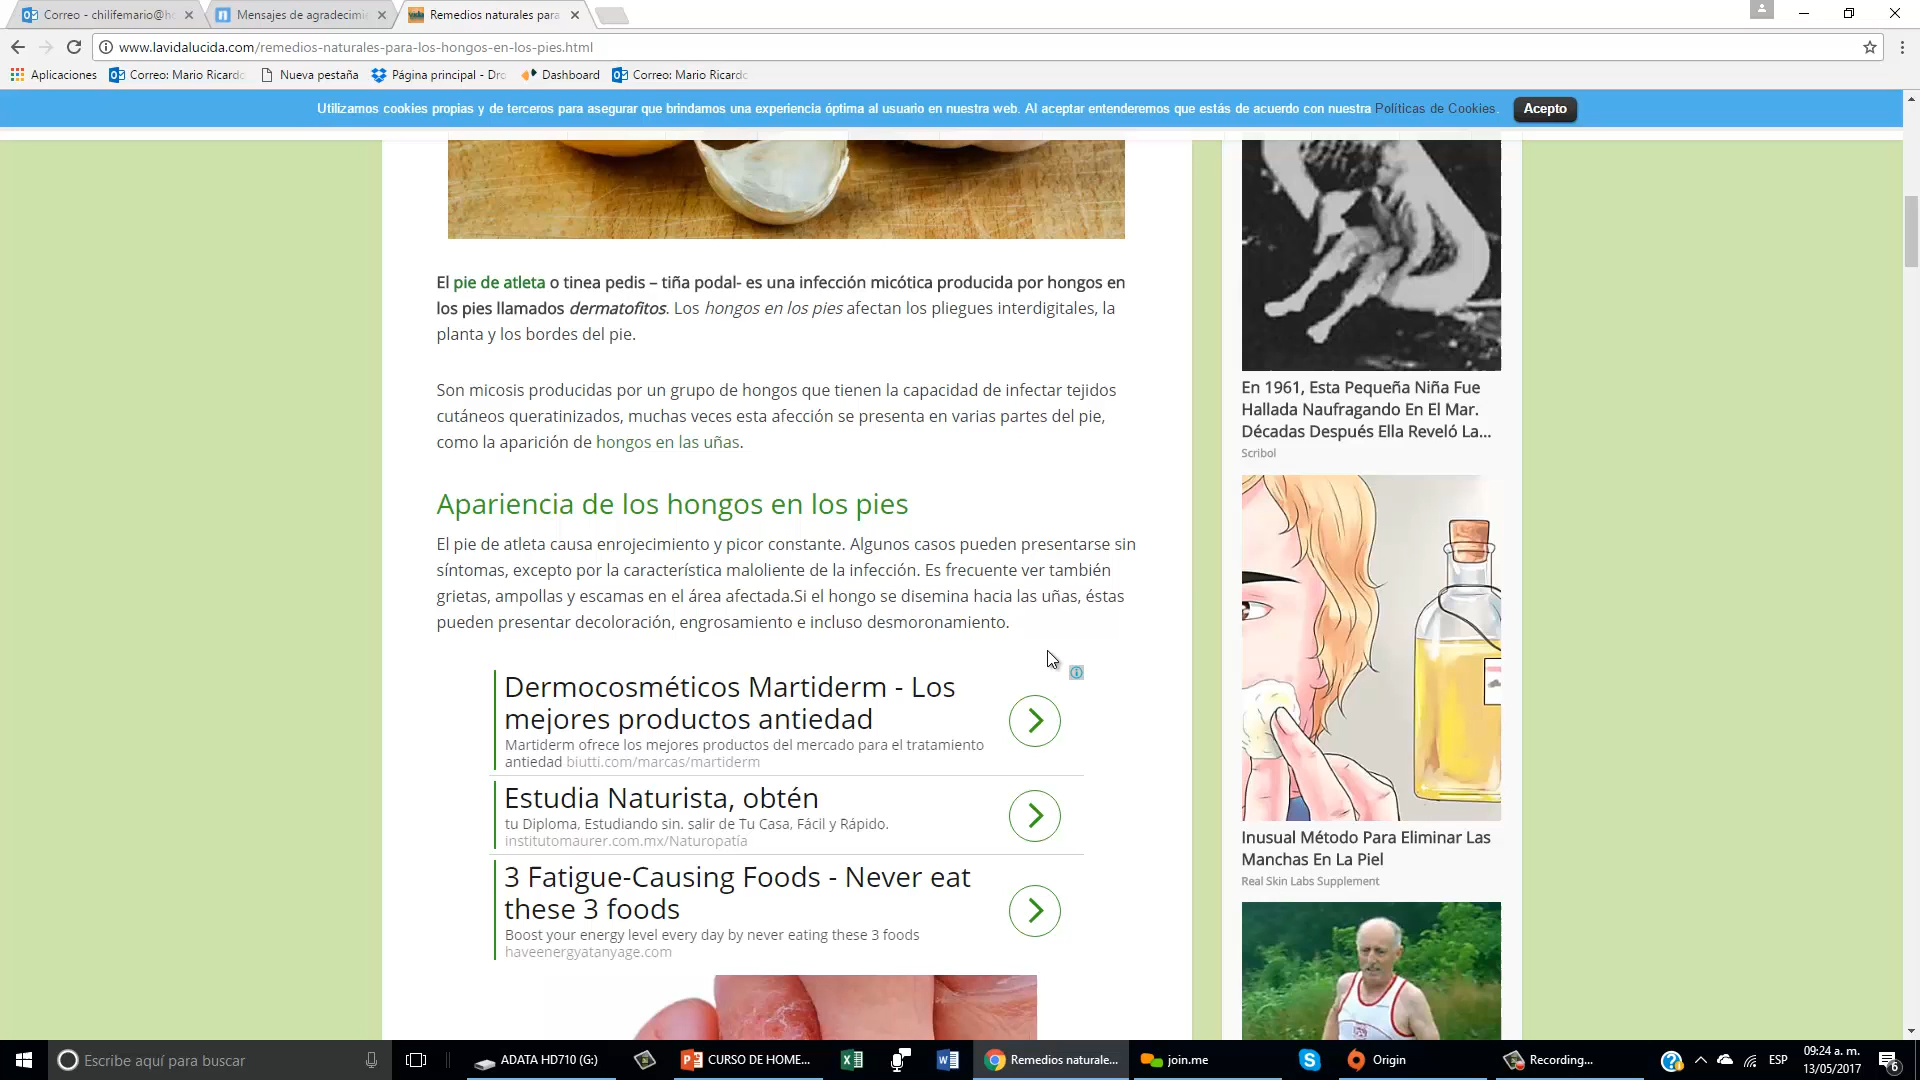 Correo - chilifemario@h
Mensajes de agradecimi
Remedios naturales para
www.lavidalucida.com/remedios-naturales-para-los-hongos-en-los-pies.html
Aplicaciones
Correo: Mario Ricardo
Nueva pestaña
Página principal - Dro
Dashboard
Correo: Mario Ricardo
Utilizamos cookies propias y de terceros para asegurar que brindamos una experiencia óptima al usuario en nuestra web. Al aceptar entenderemos que estás de acuerdo con nuestra Políticas de Cookies.
Acepto
El pie de atleta o tinea pedis – tiña podal- es una infección micótica producida por hongos en
los pies llamados dermatofitos. Los hongos en los pies afectan los pliegues interdigitales, la
planta y los bordes del pie.
Son micosis producidas por un grupo de hongos que tienen la capacidad de infectar tejidos
cutáneos queratinizados, muchas veces esta afección se presenta en varias partes del pie,
como la aparición de hongos en las uñas.
Apariencia de los hongos en los pies
El pie de atleta causa enrojecimiento y picor constante. Algunos casos pueden presentarse sin
síntomas, excepto por la característica maloliente de la infección. Es frecuente ver también
grietas, ampollas y escamas en el área afectada.Si el hongo se disemina hacia las uñas, éstas
pueden presentar decoloración, engrosamiento e incluso desmoronamiento.
Dermocosméticos Martiderm - Los
mejores productos antiedad
Martiderm ofrece los mejores productos del mercado para el tratamiento
antiedad biutti.com/marcas/martiderm
Estudia Naturista, obtén
tu Diploma, Estudiando sin. salir de Tu Casa, Fácil y Rápido.
institutomaurer.com.mx/Naturopatía
3 Fatigue-Causing Foods - Never eat
these 3 foods
Boost your energy level every day by never eating these 3 foods
haveenergyatanyage.com
En 1961, Esta Pequeña Niña Fue
Hallada Naufragando En El Mar.
Décadas Después Ella Reveló La...
Scribol
Inusual Método Para Eliminar Las
Manchas En La Piel
Real Skin Labs Supplement
Escribe aquí para buscar
ADATA HD710 (G:)
CURSO DE HOME...
Remedios naturale...
join.me
Origin
Recording...
ESP
09:24 a. m.
13/05/2017
6